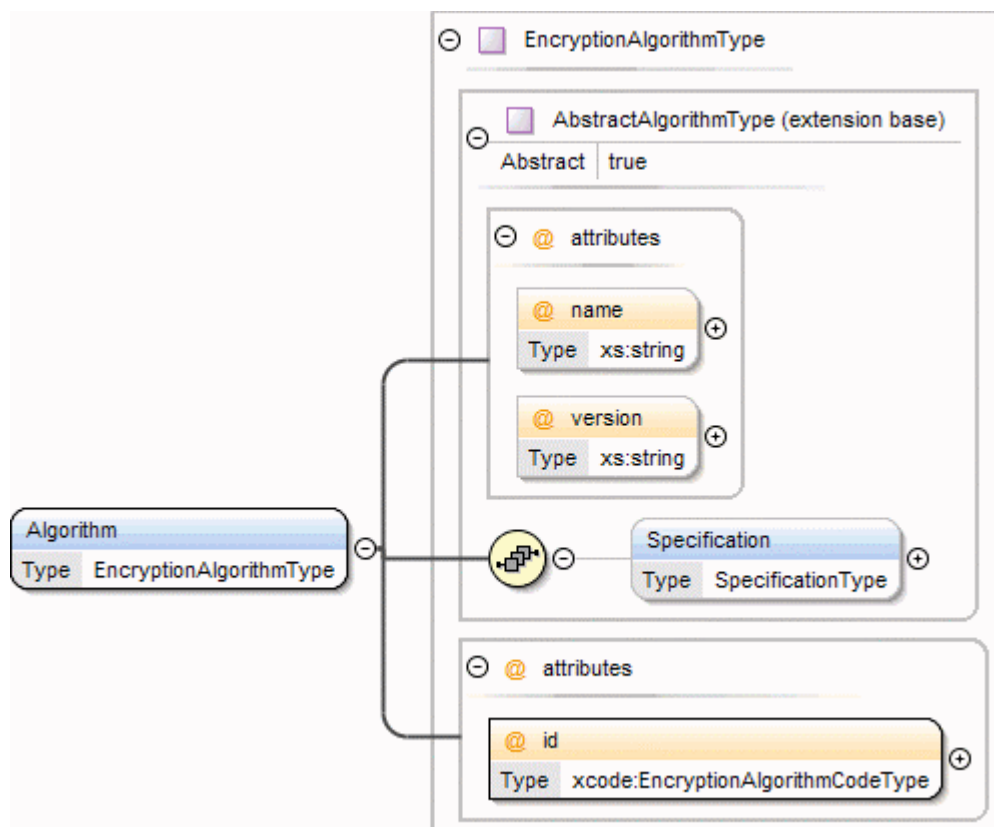 EncryptionAlgorithmType
AbstractAlgorithmType (extension base)
Abstract true
@ attributes
@ name
Type xs:string
@ version
Type xs:string
Algorithm
Type EncryptionAlgorithmType
Specification
Type SpecificationType
@ attributes
@ id
Type xcode:EncryptionAlgorithmCodeType